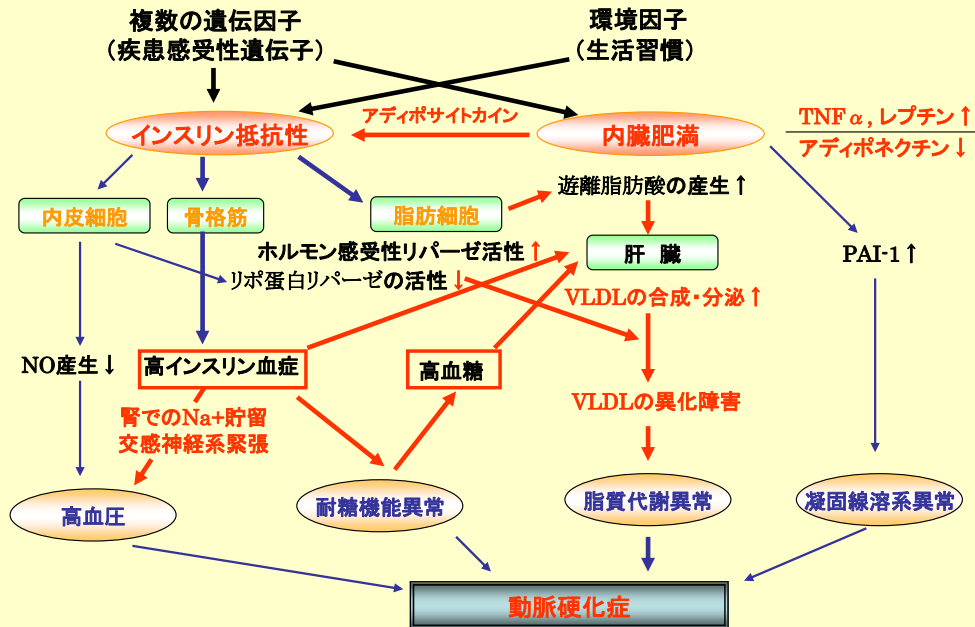 複数の遺伝因子
（疾患感受性遺伝子）
環境因子
（生活習慣）
アディポサイトカイン
インスリン抵抗性
内臓肥満
TNFα, レプチン↑
アディポネクチン↓
内皮細胞
骨格筋
脂肪細胞
遊離脂肪酸の産生↑
ホルモン感受性リパーゼ活性↑
リポ蛋白リパーゼの活性↓
肝 臓
PAI-1↑
VLDLの合成・分泌↑
NO産生↓
高インスリン血症
高血糖
VLDLの異化障害
腎でのNa+貯留
交感神経系緊張
高血圧
耐糖機能異常
脂質代謝異常
凝固線溶系異常
動脈硬化症